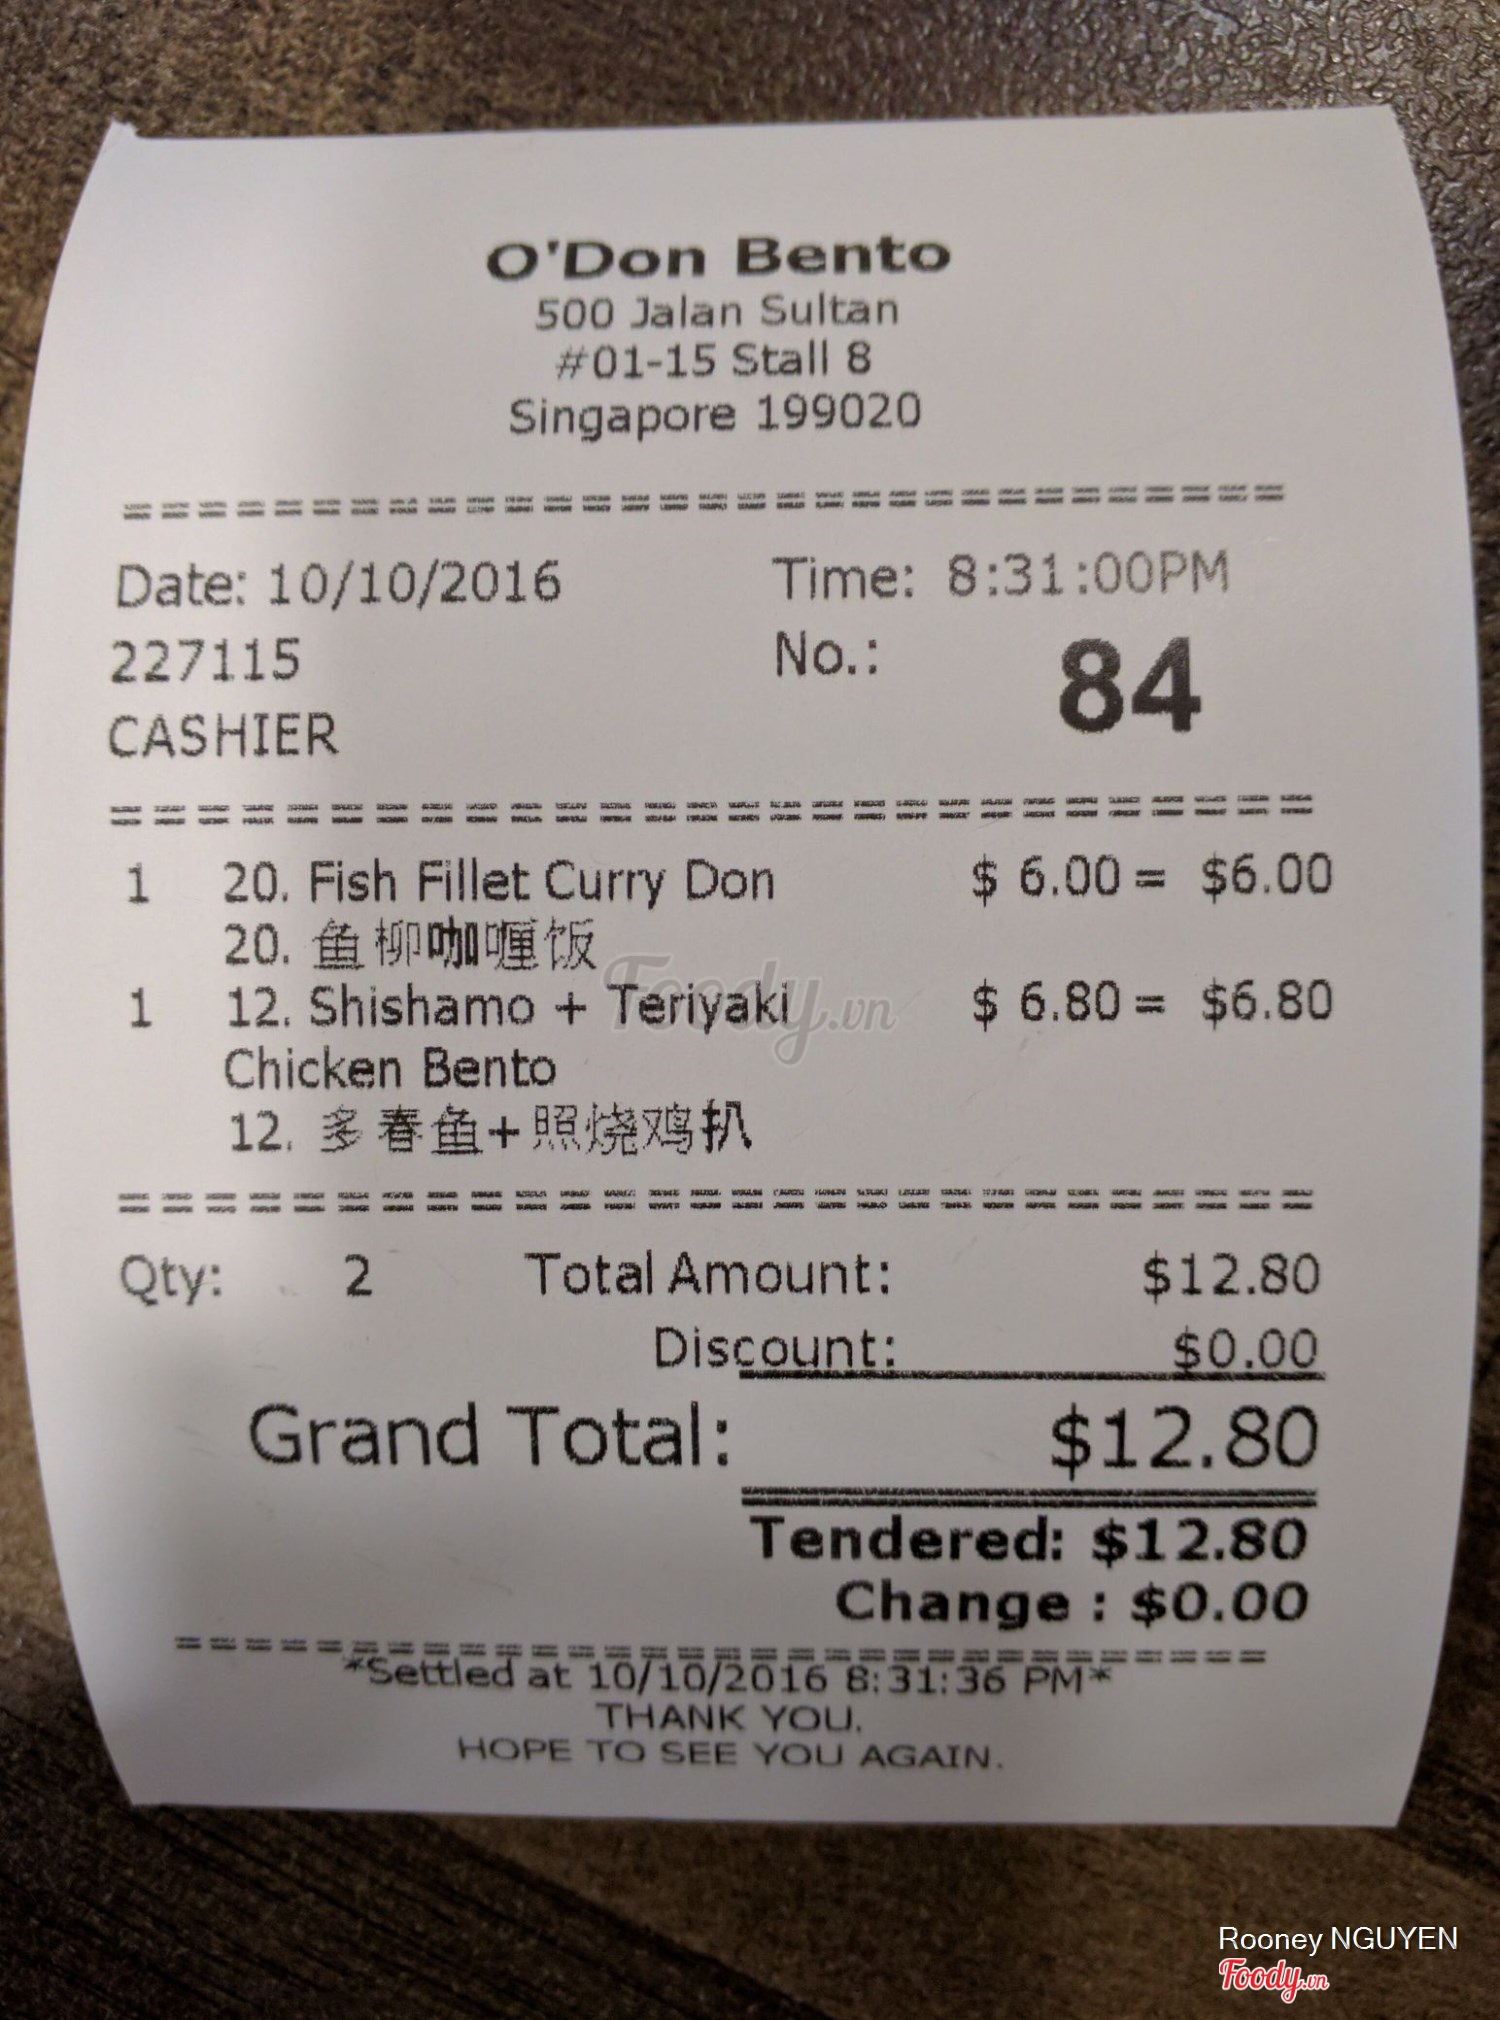 O'Don Bento
500 Jalan Sultan
#01-15 Stall 8
Singapore 199020
Date: 10/10/2016 Time: 8:31:00PM
227115 No.: 84
CASHIER
1 20. Fish Fillet Curry Don $ 6.00 = $6.00
20. 鱼柳咖喱饭
1 12. Shishamo + Teriyaki $ 6.80 = $6.80
Chicken Bento
12. 多春鱼+照烧鸡扒
Foody.vn
Qty: 2 Total Amount: $12.80
Discount: $0.00
Grand Total: $12.80
Tendered: $12.80
Change : $0.00
*Settled at 10/10/2016 8:31:36 PM*
THANK YOU.
HOPE TO SEE YOU AGAIN.
Rooney NGUYEN
Foody.vn